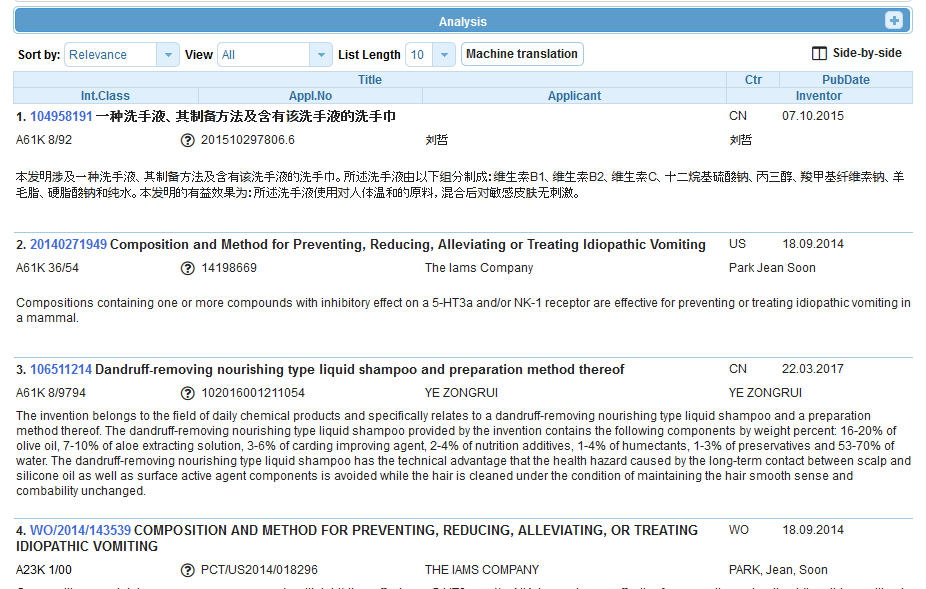 Analysis
Sort by: Relevance View All List Length 10 Machine translation Side-by-side
Title Ctr PubDate
Int.Class Appl.No Applicant Inventor
1. 104958191 一种洗手液、其制备方法及含有该洗手液的洗手巾 CN 07.10.2015
A61K 8/92 201510297806.6 刘哲 刘哲
本发明涉及一种洗手液、其制备方法及含有该洗手液的洗手巾。所述洗手液由以下组分制成：维生素B1、维生素B2、维生素C、十二烷基硫酸钠、丙三醇、羧甲基纤维素钠、羊
毛脂、硬脂酸钠和纯水。本发明的有益效果为：所述洗手液使用对人体温和的原料，混合后对敏感皮肤无刺激。
2. 20140271949 Composition and Method for Preventing, Reducing, Alleviating or Treating Idiopathic Vomiting US 18.09.2014
A61K 36/54 14198669 The Iams Company Park Jean Soon
Compositions containing one or more compounds with inhibitory effect on a 5-HT3a and/or NK-1 receptor are effective for preventing or treating idiopathic vomiting in
a mammal.
3. 106511214 Dandruff-removing nourishing type liquid shampoo and preparation method thereof CN 22.03.2017
A61K 8/9794 102016001211054 YE ZONGRUI YE ZONGRUI
The invention belongs to the field of daily chemical products and specifically relates to a dandruff-removing nourishing type liquid shampoo and a preparation
method thereof. The dandruff-removing nourishing type liquid shampoo provided by the invention contains the following components by weight percent: 16-20% of
olive oil, 7-10% of aloe extracting solution, 3-6% of carding improving agent, 2-4% of nutrition additives, 1-4% of humectants, 1-3% of preservatives and 53-70% of
water. The dandruff-removing nourishing type liquid shampoo has the technical advantage that the health hazard caused by the long-term contact between scalp and
silicone oil as well as surface active agent components is avoided while the hair is cleaned under the condition of maintaining the hair smooth sense and
combability unchanged.
4. WO/2014/143539 COMPOSITION AND METHOD FOR PREVENTING, REDUCING, ALLEVIATING, OR TREATING WO 18.09.2014
IDIOPATHIC VOMITING
A23K 1/00 PCT/US2014/018296 THE IAMS COMPANY PARK, Jean, Soon